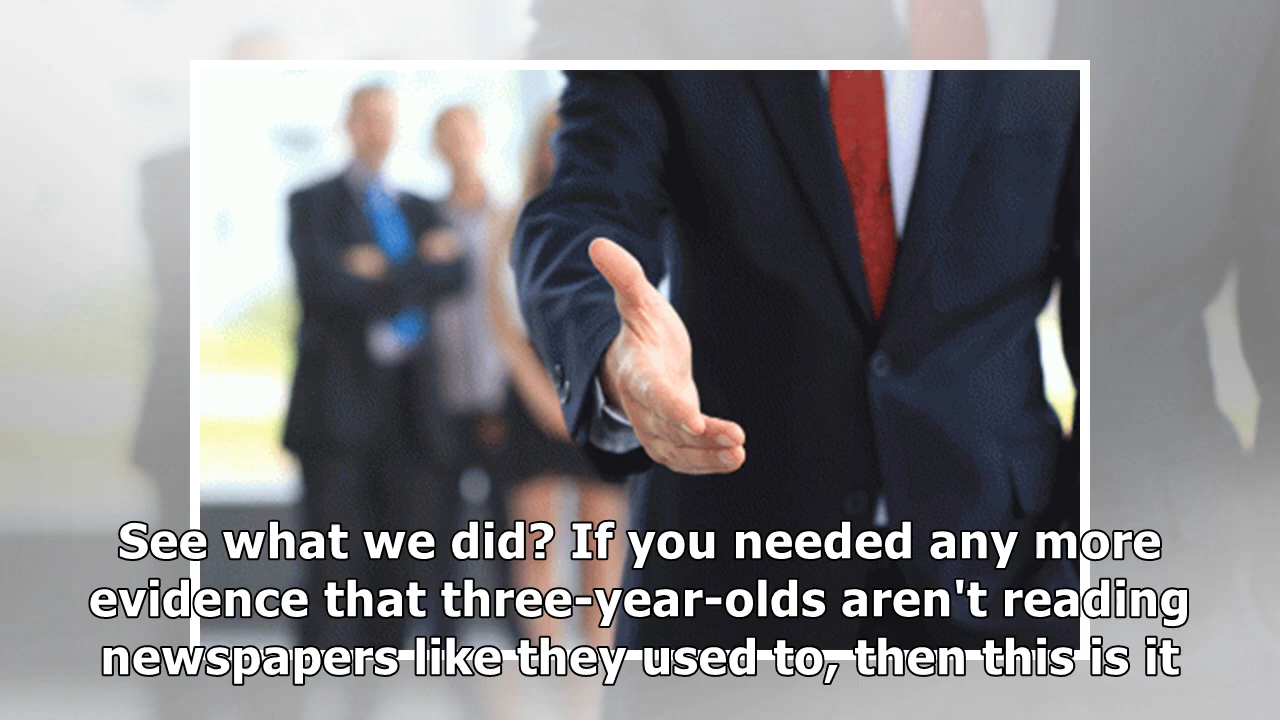 See what we did? If you needed any more
evidence that three-year-olds aren't reading
newspapers like they used to, then this is it